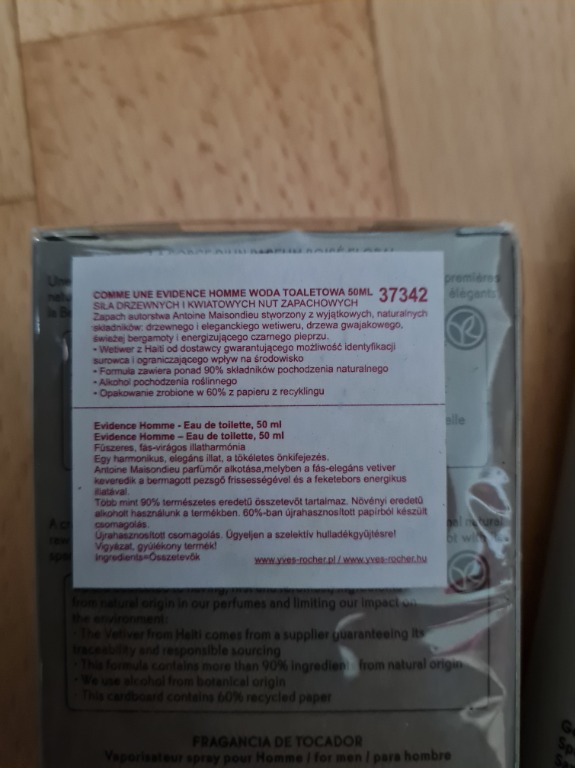 COMME UNE EVIDENCE HOMME WODA TOALETOWA 50ML 37342
SIŁA DRZEWNYCH I KWIATOWYCH NUT ZAPACHOWYCH
Zapach autorstwa Antoine Maisondieu stworzony z wyjątkowych, naturalnych
składników: drzewnego i eleganckiego wetiweru, drzewa gwajakowego,
świeżej bergamoty i energizującego czarnego pieprzu.
- Wetiwer z Haiti od dostawcy gwarantującego możliwość identyfikacji
surowca i ograniczającego wpływ na środowisko
- Formuła zawiera ponad 90% składników pochodzenia naturalnego
- Alkohol pochodzenia roślinnego
- Opakowanie zrobione w 60% z papieru z recyklingu
Evidence Homme - Eau de toilette, 50 ml
Evidence Homme – Eau de toilette, 50 ml
Fűszeres, fás-virágos illatharmónia
Egy harmonikus, elegáns illat, a tökéletes önkifejezés.
Antoine Maisondieu parfümőr alkotása,melyben a fás-elegáns vetiver
keveredik a bermagott pezsgő frissességével és a feketebors energikus
illatával.
Több mint 90% természetes eredetű összetevőt tartalmaz. Növényi eredetű
alkoholt használunk a termékben. 60%-ban újrahasznosított papírból készült
csomagolás.
Újrahasznosított csomagolás. Ügyeljen a szelektív hulladékgyűjtésre!
Vigyázat, gyúlékony termék!
Ingredients=Összetevők www.yves-rocher.pl / www.yves-rocher.hu
from natural origin in our perfumes and limiting our impact on
the environment:
- The Vetiver from Haiti comes from a supplier guaranteeing its
traceability and responsible sourcing
- This formula contains more than 90% ingredient from natural origin
- We use alcohol from botanical origin
- This cardboard contains 60% recycled paper
FRAGANCIA DE TOCADOR
Vaporisateur spray pour Homme / for men / para hombre